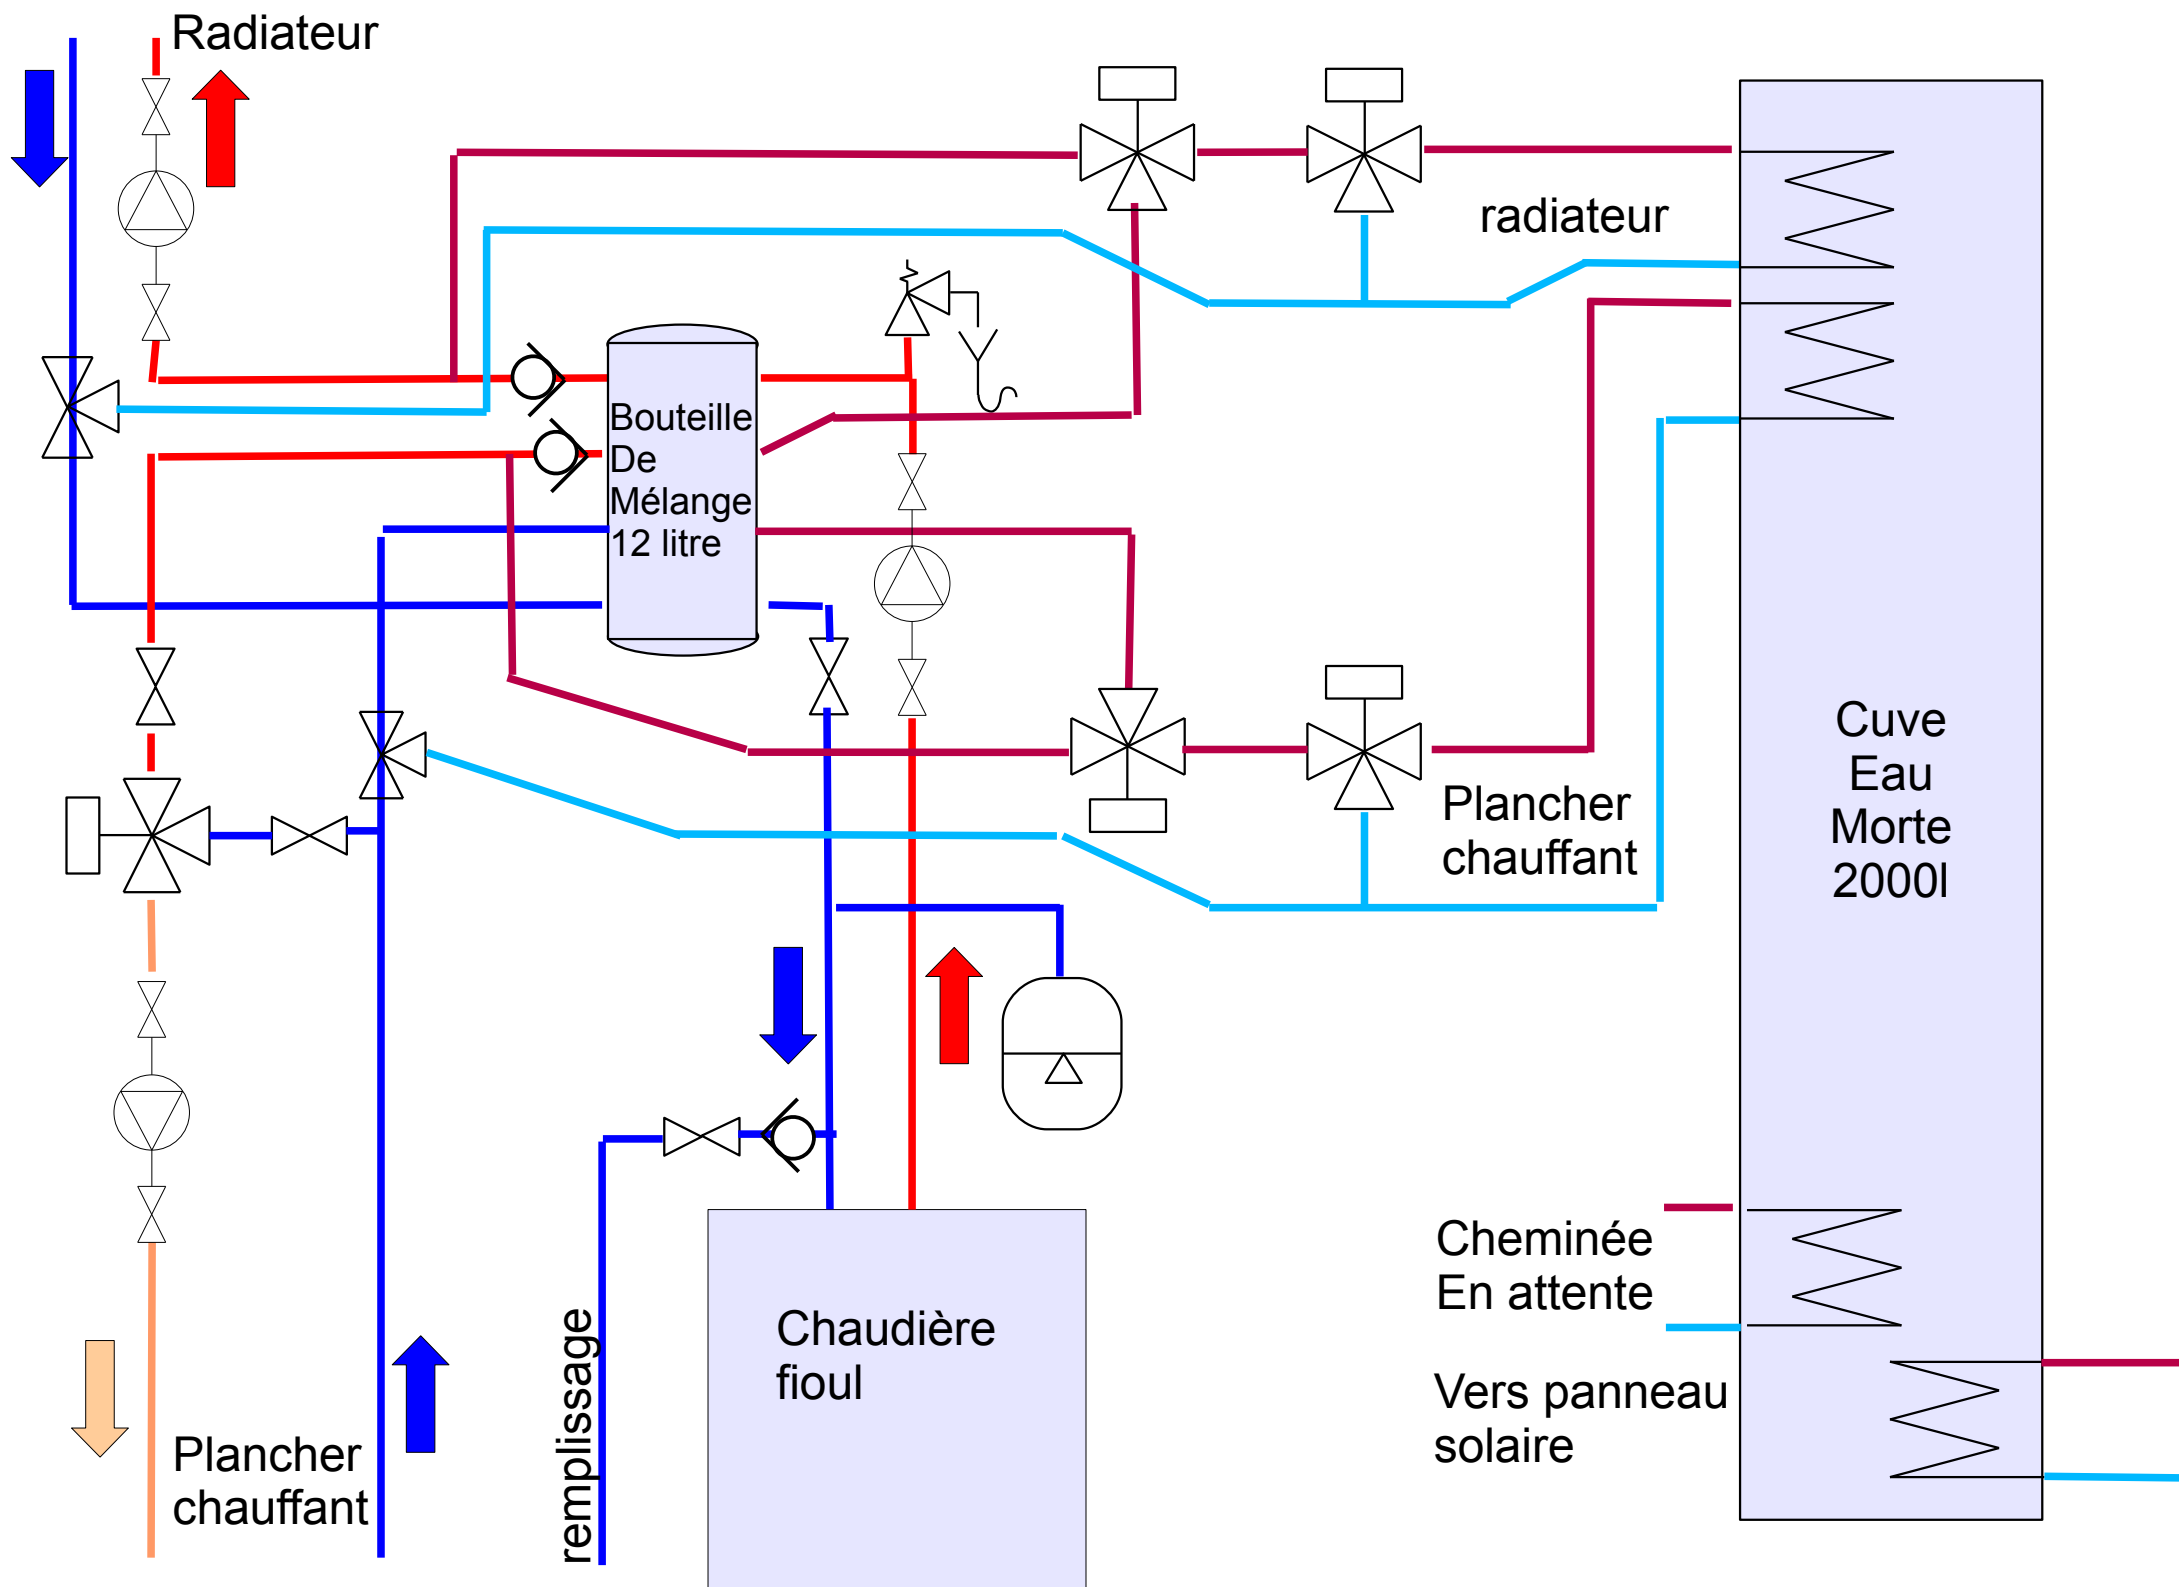 Radiateur
radiateur
Bouteille
De
Mélange
12 litre
Cuve
Eau
Morte
2000l
Plancher
chauffant
Cheminée
En attente
Chaudière
fioul
remplissage
Vers panneau
solaire
Plancher
chauffant